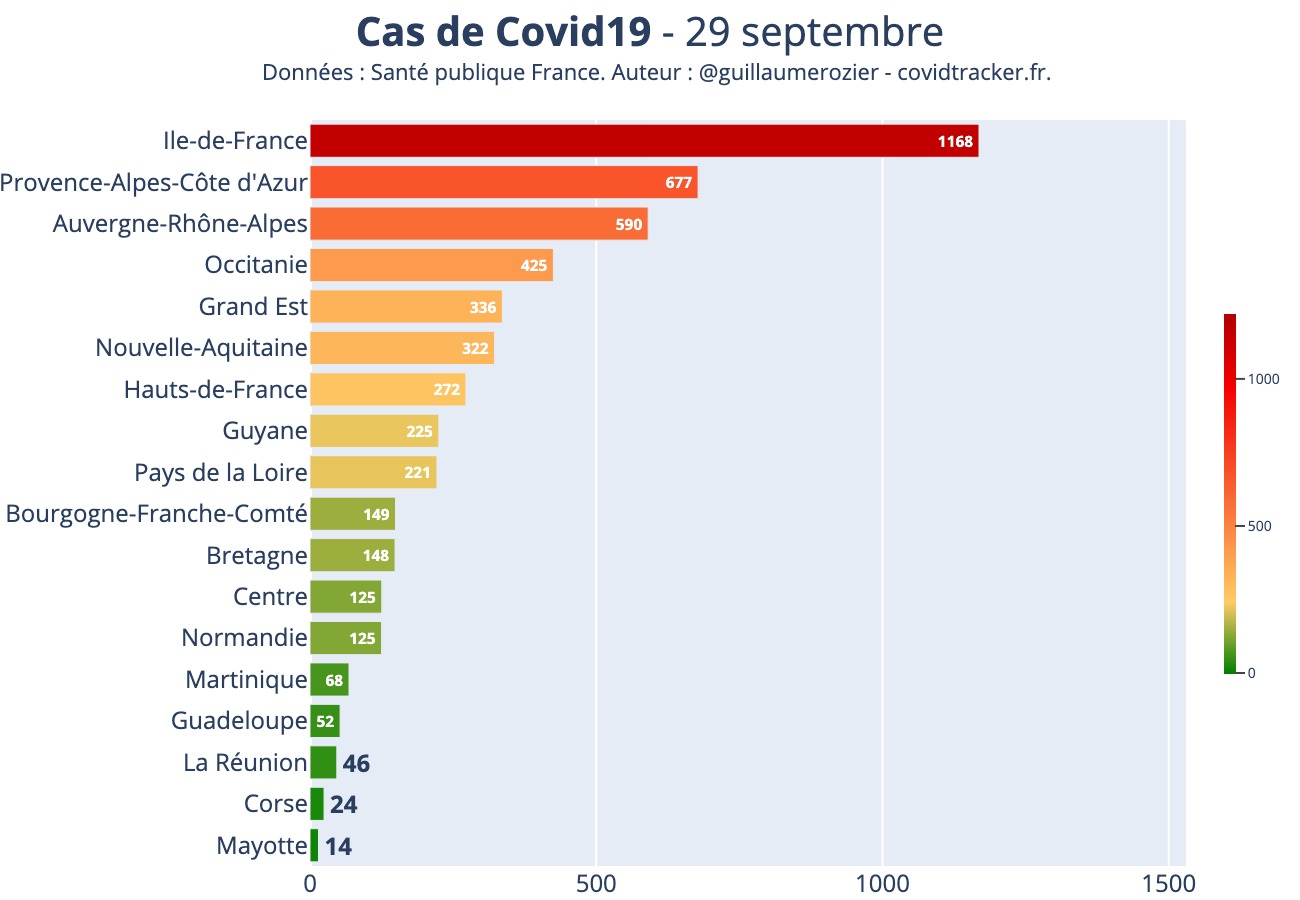 Cas de Covid19 - 29 septembre
Données : Santé publique France. Auteur : @guillaumerozier - covidtracker.fr.
Ile-de-France 1168
Provence-Alpes-Côte d'Azur 677
Auvergne-Rhône-Alpes 590
Occitanie 425
Grand Est 336
Nouvelle-Aquitaine 322
Hauts-de-France 272
Guyane 225
Pays de la Loire 221
Bourgogne-Franche-Comté 149
Bretagne 148
Centre 125
Normandie 125
Martinique 68
Guadeloupe 52
La Réunion 46
Corse 24
Mayotte 14
0 500 1000 1500
1000
500
0